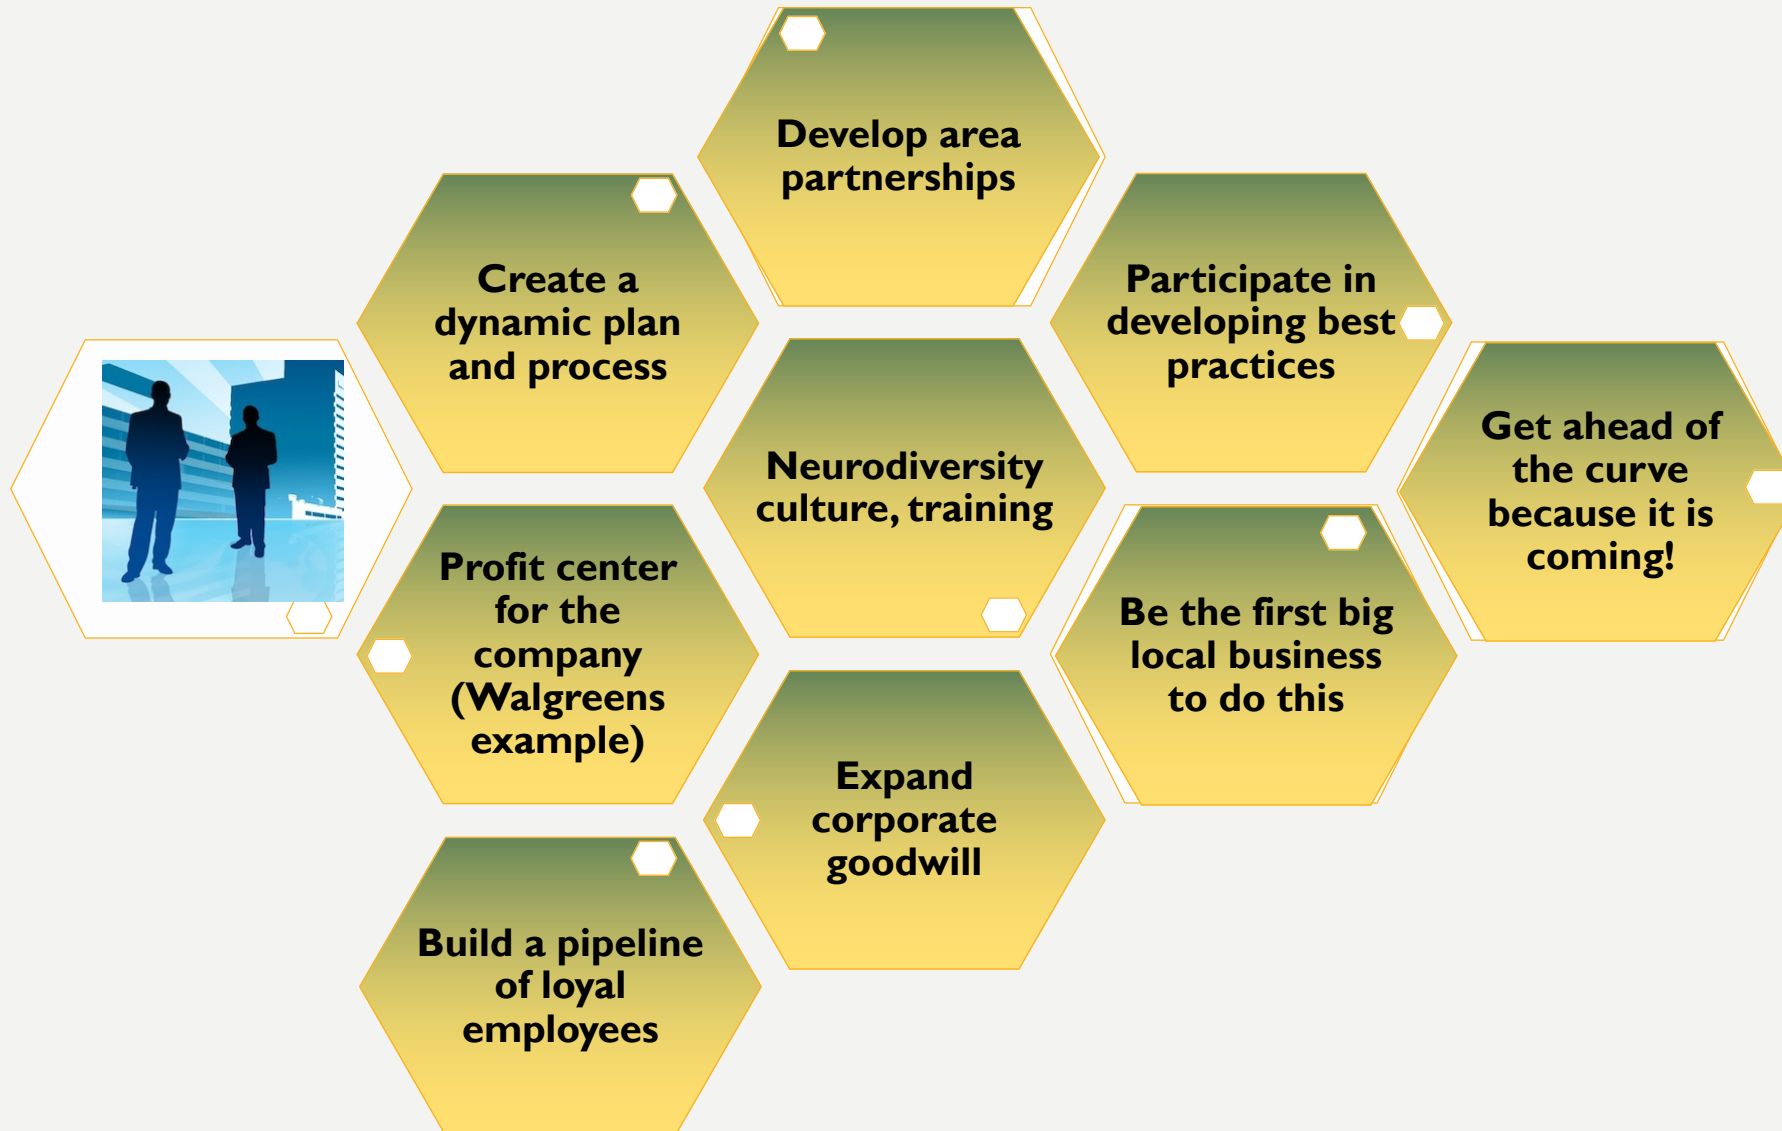 Develop area
partnerships
Create a
dynamic plan
and process
Participate in
developing best
practices
Neurodiversity
culture, training
Get ahead of
the curve
because it is
coming!
Profit center
for the
company
(Walgreens
example)
Be the first big
local business
to do this
Expand
corporate
goodwill
Build a pipeline
of loyal
employees